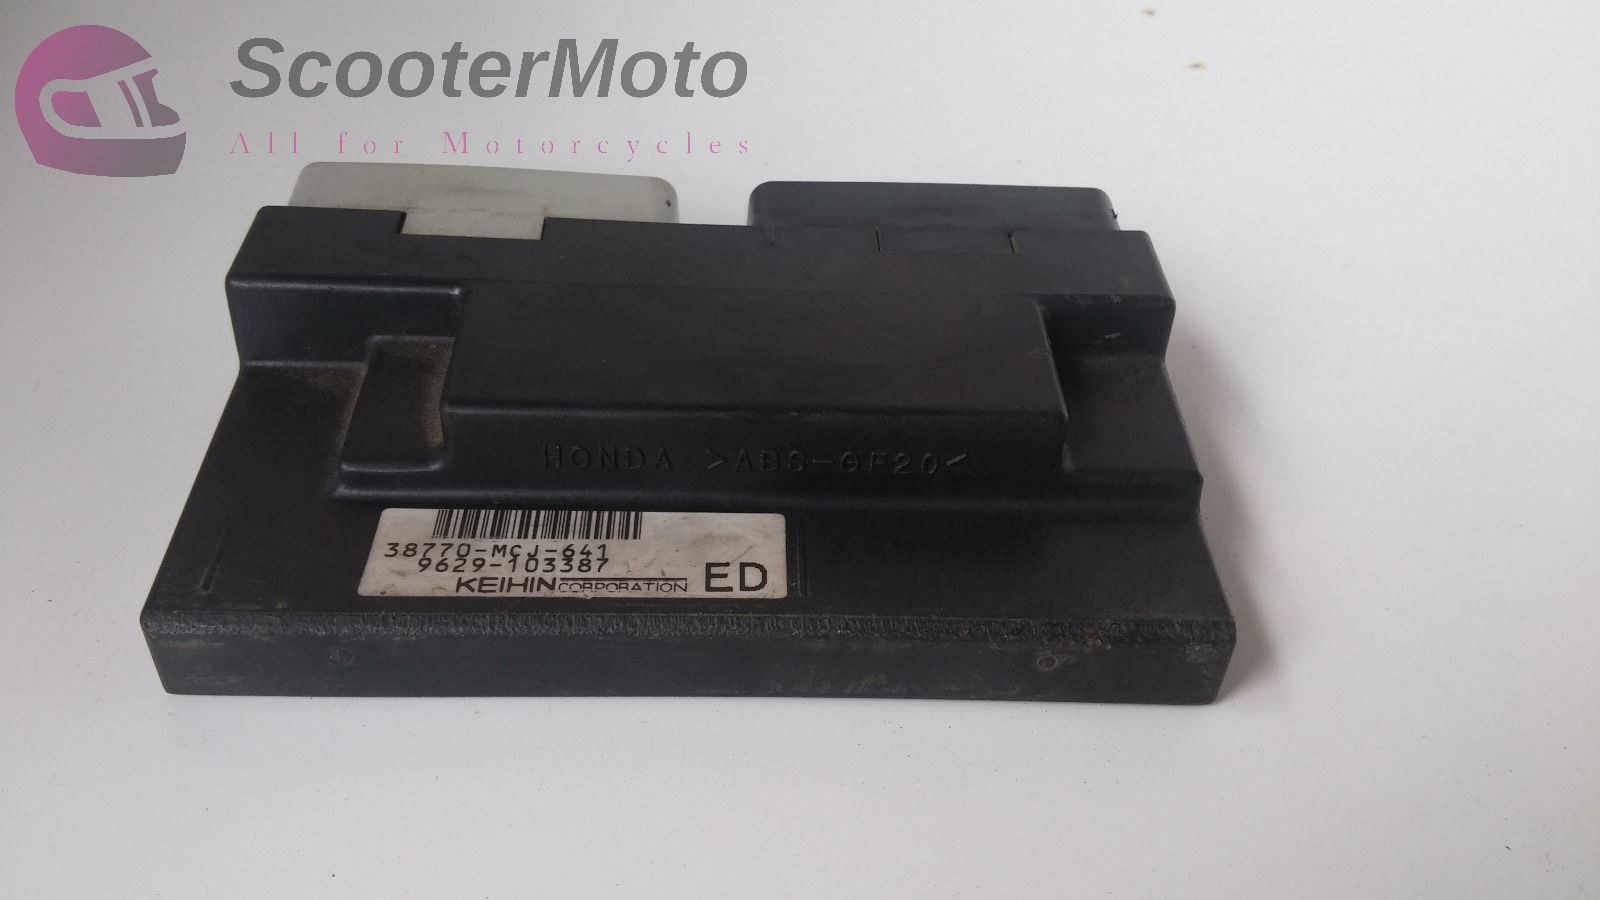 ScooterMoto
All for Motorcycles
HONDA >ABS-GF20<
38770-MCJ-641
9629-103387
KEIHIN CORPORATION
ED